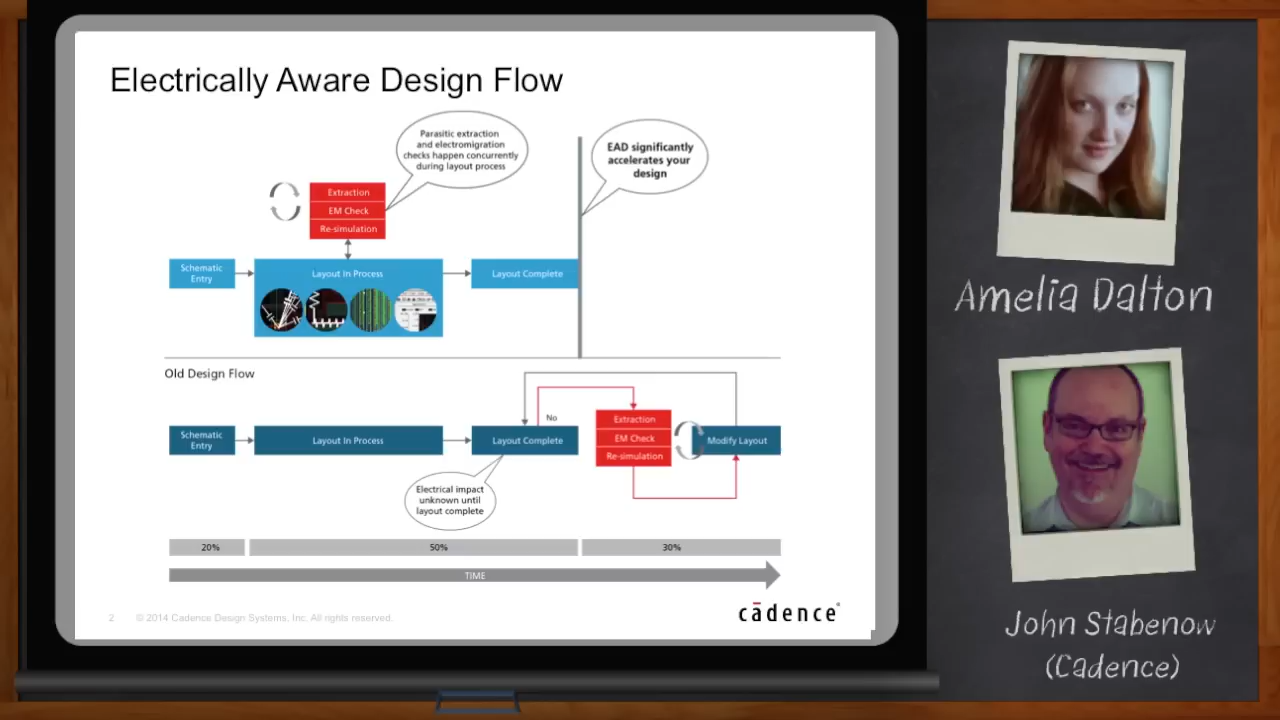 Electrically Aware Design Flow
Parasitic extraction
and electromigration
checks happen concurrently
during layout process
EAD significantly
accelerates your
design
Extraction
EM Check
Re-simulation
Schematic
Entry
Layout In Process
Layout Complete
Old Design Flow
No
Extraction
EM Check
Re-simulation
Schematic
Entry
Layout In Process
Layout Complete
Modify Layout
Electrical impact
unknown until
layout complete
20%
50%
30%
TIME
2 © 2014 Cadence Design Systems, Inc. All rights reserved.
cādence®
Amelia Dalton
John Stabenow
(Cadence)